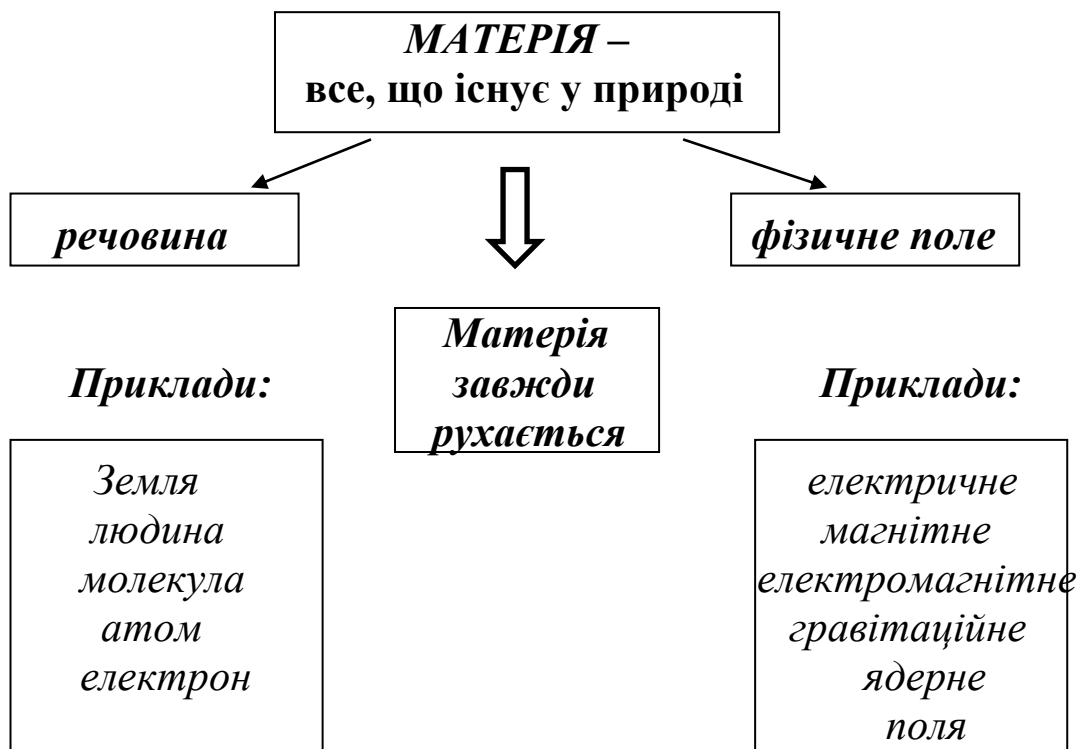 МАТЕРІЯ –
все, що існує у природі
речовина
фізичне поле
Матерія
завжди
рухається
Приклади:
Приклади:
Земля
людина
молекула
атом
електрон
електричне
магнітне
електромагнітне
гравітаційне
ядерне
поля